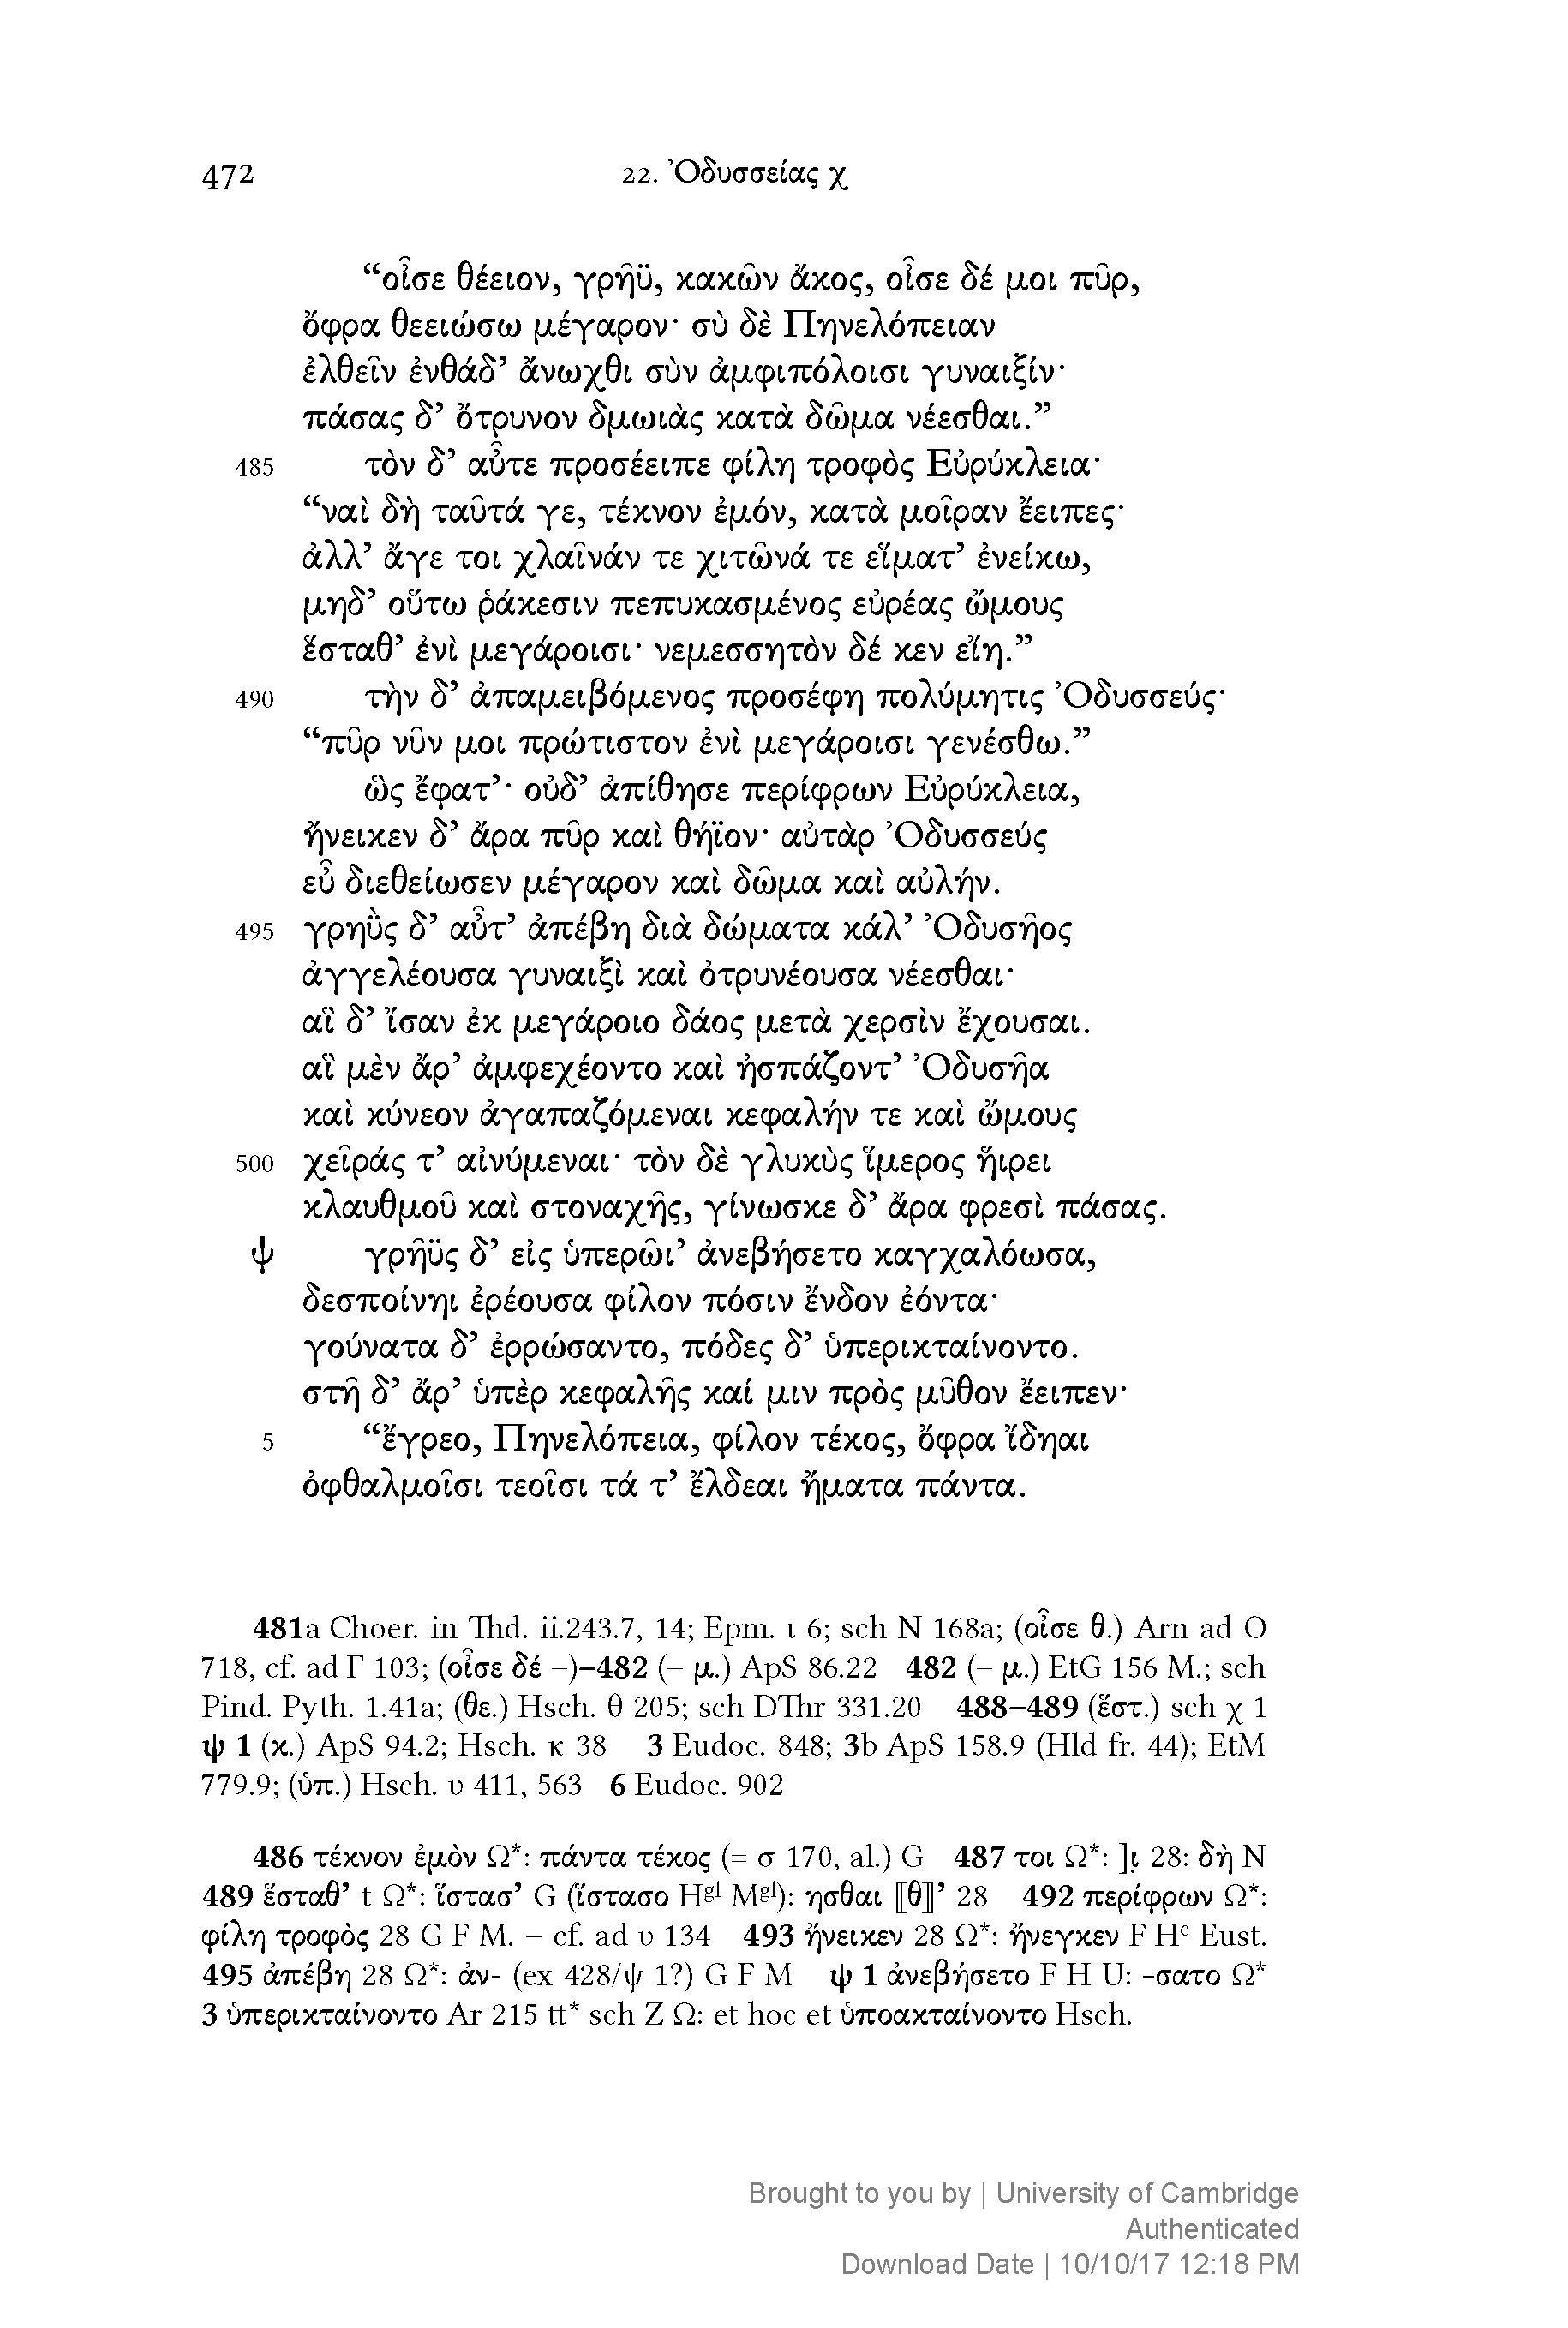 472 22. Ὀδυσσείας χ
“οἶσε θέειον, γρῆϋ, κακῶν ἄκος, οἶσε δέ μοι πῦρ,
ὄφρα θεειώσω μέγαρον· σὺ δὲ Πηνελόπειαν
ἐλθεῖν ἐνθάδ’ ἄνωχθι σὺν ἀμφιπόλοισι γυναιξίν·
πάσας δ’ ὄτρυνον δμωιὰς κατὰ δῶμα νέεσθαι.”
485 τὸν δ’ αὖτε προσέειπε φίλη τροφὸς Εὐρύκλεια·
“ναὶ δὴ ταῦτά γε, τέκνον ἐμόν, κατὰ μοῖραν ἔειπες·
ἀλλ’ ἄγε τοι χλαῖνάν τε χιτῶνά τε εἵματ’ ἐνείκω,
μηδ’ οὕτω ῥάκεσιν πεπυκασμένος εὐρέας ὤμους
ἕσταθ’ ἐνὶ μεγάροισι· νεμεσσητὸν δέ κεν εἴη.”
490 τὴν δ’ ἀπαμειβόμενος προσέφη πολύμητις Ὀδυσσεύς·
“πῦρ νῦν μοι πρώτιστον ἐνὶ μεγάροισι γενέσθω.”
ὣς ἔφατ’· οὐδ’ ἀπίθησε περίφρων Εὐρύκλεια,
ἤνεικεν δ’ ἄρα πῦρ καὶ θήϊον· αὐτὰρ Ὀδυσσεύς
εὖ διεθείωσεν μέγαρον καὶ δῶμα καὶ αὐλήν.
495 γρηῢς δ’ αὖτ’ ἀπέβη διὰ δώματα κάλ’ Ὀδυσῆος
ἀγγελέουσα γυναιξὶ καὶ ὀτρυνέουσα νέεσθαι·
αἳ δ’ ἴσαν ἐκ μεγάροιο δάος μετὰ χερσὶν ἔχουσαι.
αἳ μὲν ἄρ’ ἀμφεχέοντο καὶ ἠσπάζοντ’ Ὀδυσῆα
καὶ κύνεον ἀγαπαζόμεναι κεφαλήν τε καὶ ὤμους
500 χεῖράς τ’ αἰνύμεναι· τὸν δὲ γλυκὺς ἵμερος ἥιρει
κλαυθμοῦ καὶ στοναχῆς, γίνωσκε δ’ ἄρα φρεσὶ πάσας.
ψ γρῆϋς δ’ εἰς ὑπερῶι’ ἀνεβήσετο καγχαλόωσα,
δεσποίνηι ἐρέουσα φίλον πόσιν ἔνδον ἐόντα·
γούνατα δ’ ἐρρώσαντο, πόδες δ’ ὑπερικταίνοντο.
στῆ δ’ ἄρ’ ὑπὲρ κεφαλῆς καί μιν πρὸς μῦθον ἔειπεν·
5 “ἔγρεο, Πηνελόπεια, φίλον τέκος, ὄφρα ἴδηαι
ὀφθαλμοῖσι τεοῖσι τά τ’ ἔλδεαι ἤματα πάντα.
481a Choer. in Thd. ii.243.7, 14; Epm. ι 6; sch N 168a; (οἶσε θ.) Arn ad O
718, cf. ad Γ 103; (οἶσε δέ –)–482 (– μ.) ApS 86.22 482 (– μ.) EtG 156 M.; sch
Pind. Pyth. 1.41a; (θε.) Hsch. θ 205; sch DThr 331.20 488–489 (ἕστ.) sch χ 1
ψ 1 (κ.) ApS 94.2; Hsch. κ 38 3 Eudoc. 848; 3b ApS 158.9 (Hld fr. 44); EtM
779.9; (ὑπ.) Hsch. υ 411, 563 6 Eudoc. 902
486 τέκνον ἐμὸν Ω*: πάντα τέκος (= σ 170, al.) G 487 τοι Ω*: ]ι̣ 28: δὴ N
489 ἕσταθ’ t Ω*: ἵστασ’ G (ἵστασο Hgl Mgl): ησθαι ⟦θ⟧’ 28 492 περίφρων Ω*:
φίλη τροφὸς 28 G F M. – cf. ad υ 134 493 ἤνεικεν 28 Ω*: ἤνεγκεν F Hc Eust.
495 ἀπέβη 28 Ω*: ἀν- (ex 428/ψ 1?) G F M ψ 1 ἀνεβήσετο F H U: -σατο Ω*
3 ὑπερικταίνοντο Ar 215 tt* sch Z Ω: et hoc et ὑποακταίνοντο Hsch.
Brought to you by | University of Cambridge
Authenticated
Download Date | 10/10/17 12:18 PM